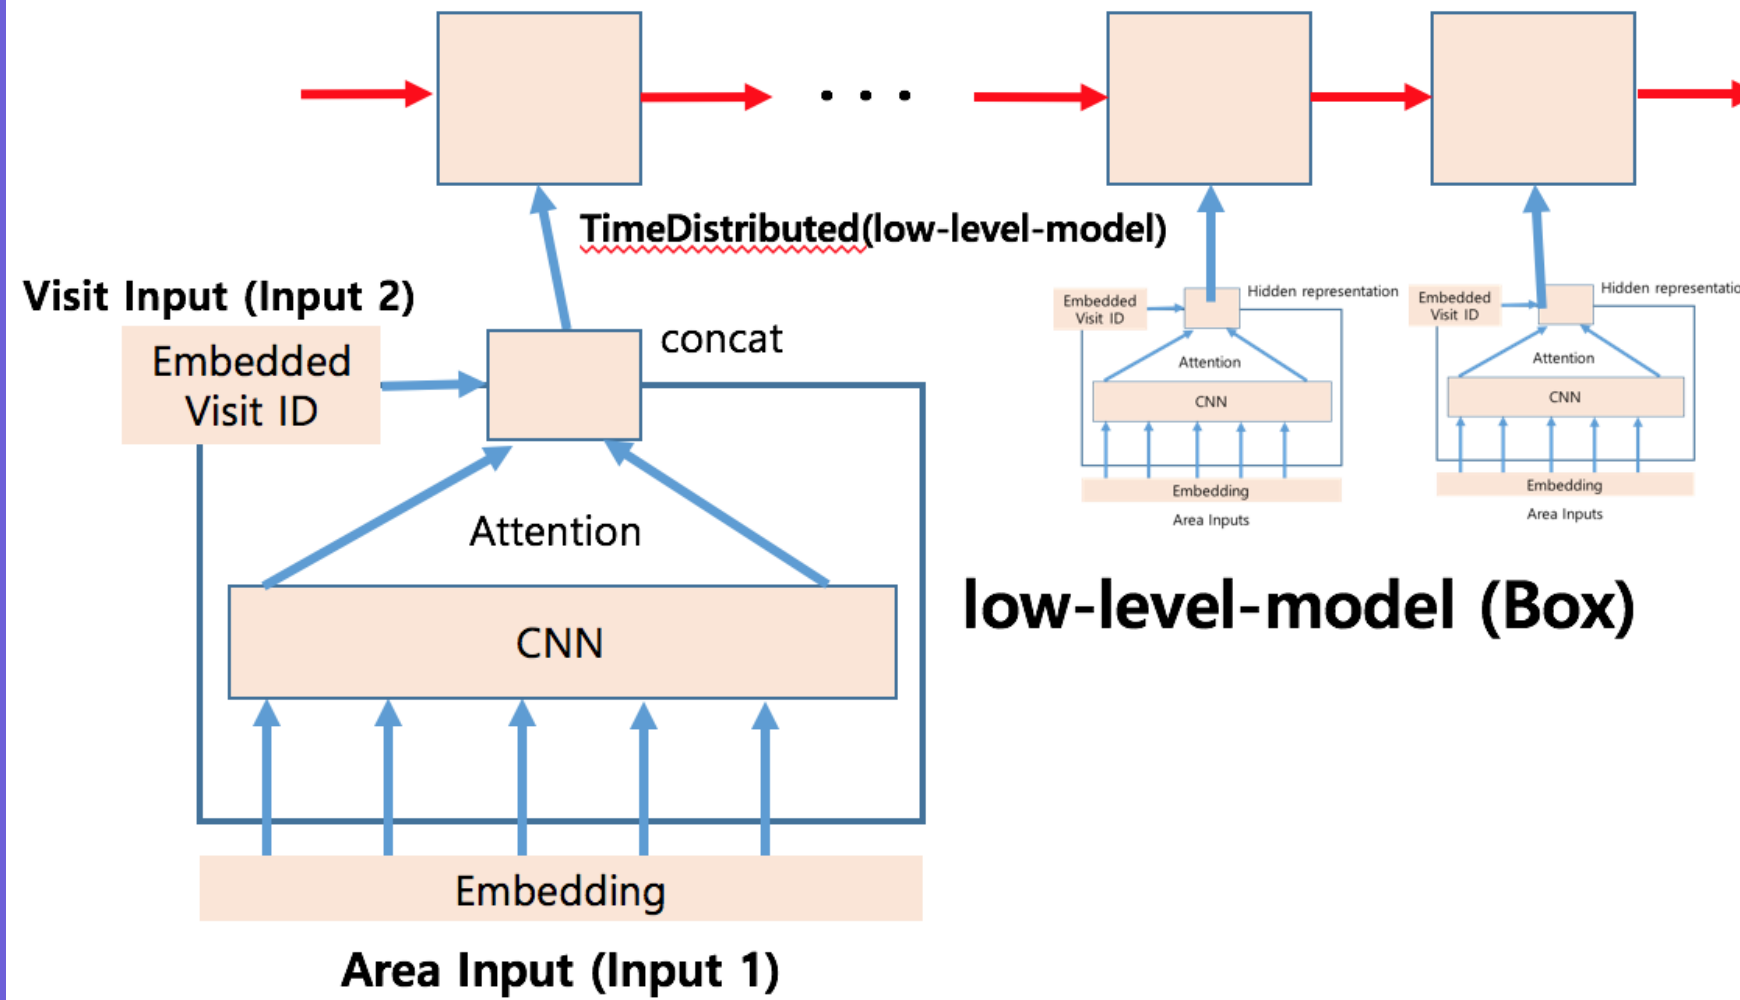 . . .
TimeDistributed(low-level-model)
Visit Input (Input 2)
Embedded
Visit ID
concat
Attention
CNN
Embedding
Area Input (Input 1)
Embedded
Visit ID
Hidden representation
Attention
CNN
Embedding
Area Inputs
Embedded
Visit ID
Hidden representatio
Attention
CNN
Embedding
Area Inputs
low-level-model (Box)